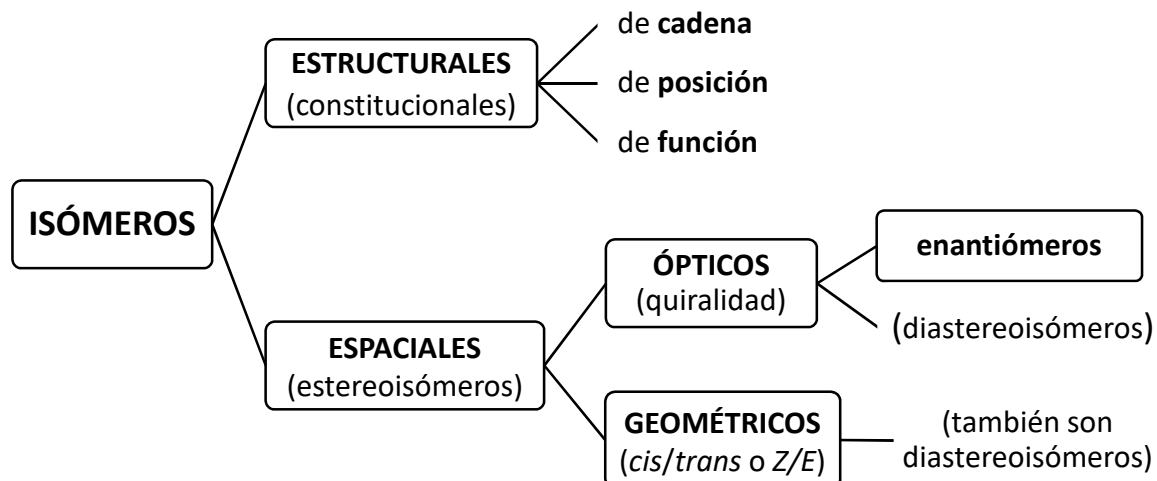 ISÓMEROS
ESTRUCTURALES
(constitucionales)
de cadena
de posición
de función
ESPACIALES
(estereoisómeros)
ÓPTICOS
(quiralidad)
enantiómeros
(diastereoisómeros)
GEOMÉTRICOS
(cis/trans o Z/E)
(también son
diastereoisómeros)